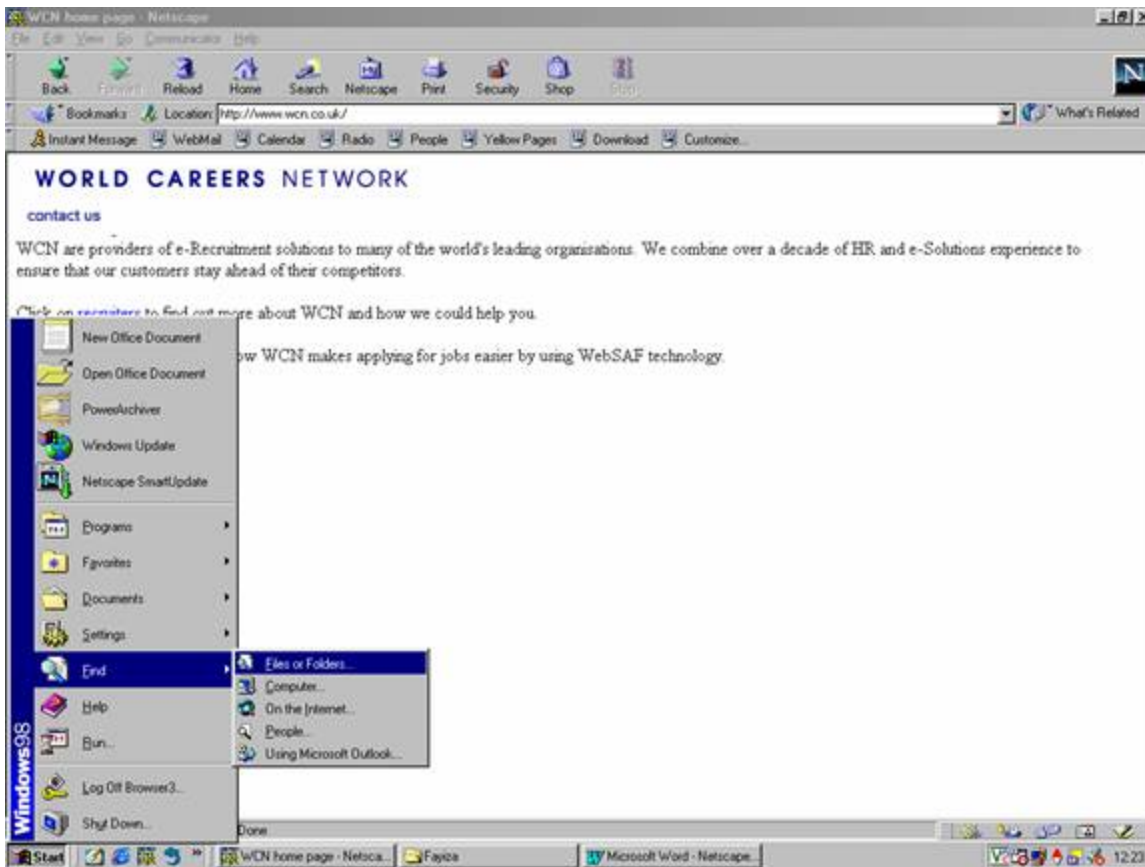 WCN home page - Netscape
File Edit View Go Communicator Help
Back Forward Reload Home Search Netscape Print Security Shop Stop
Bookmarks Location: http://www.wcn.co.uk/ What's Related
Instant Message WebMail Calendar Radio People Yellow Pages Download Customize...
WORLD CAREERS NETWORK
contact us
WCN are providers of e-Recruitment solutions to many of the world's leading organisations. We combine over a decade of HR and e-Solutions experience to
ensure that our customers stay ahead of their competitors.
Click on recruiters to find out more about WCN and how we could help you.
ow WCN makes applying for jobs easier by using WebSAF technology.
New Office Document
Open Office Document
PowerArchiver
Windows Update
Netscape SmartUpdate
Programs
Favorites
Documents
Settings
Find
Files or Folders...
Computer...
On the Internet...
People...
Using Microsoft Outlook...
Help
Run...
Log Off Browser3...
Shut Down...
Windows98
Done
Start WCN home page - Netsca... Fayiza Microsoft Word - Netscape...